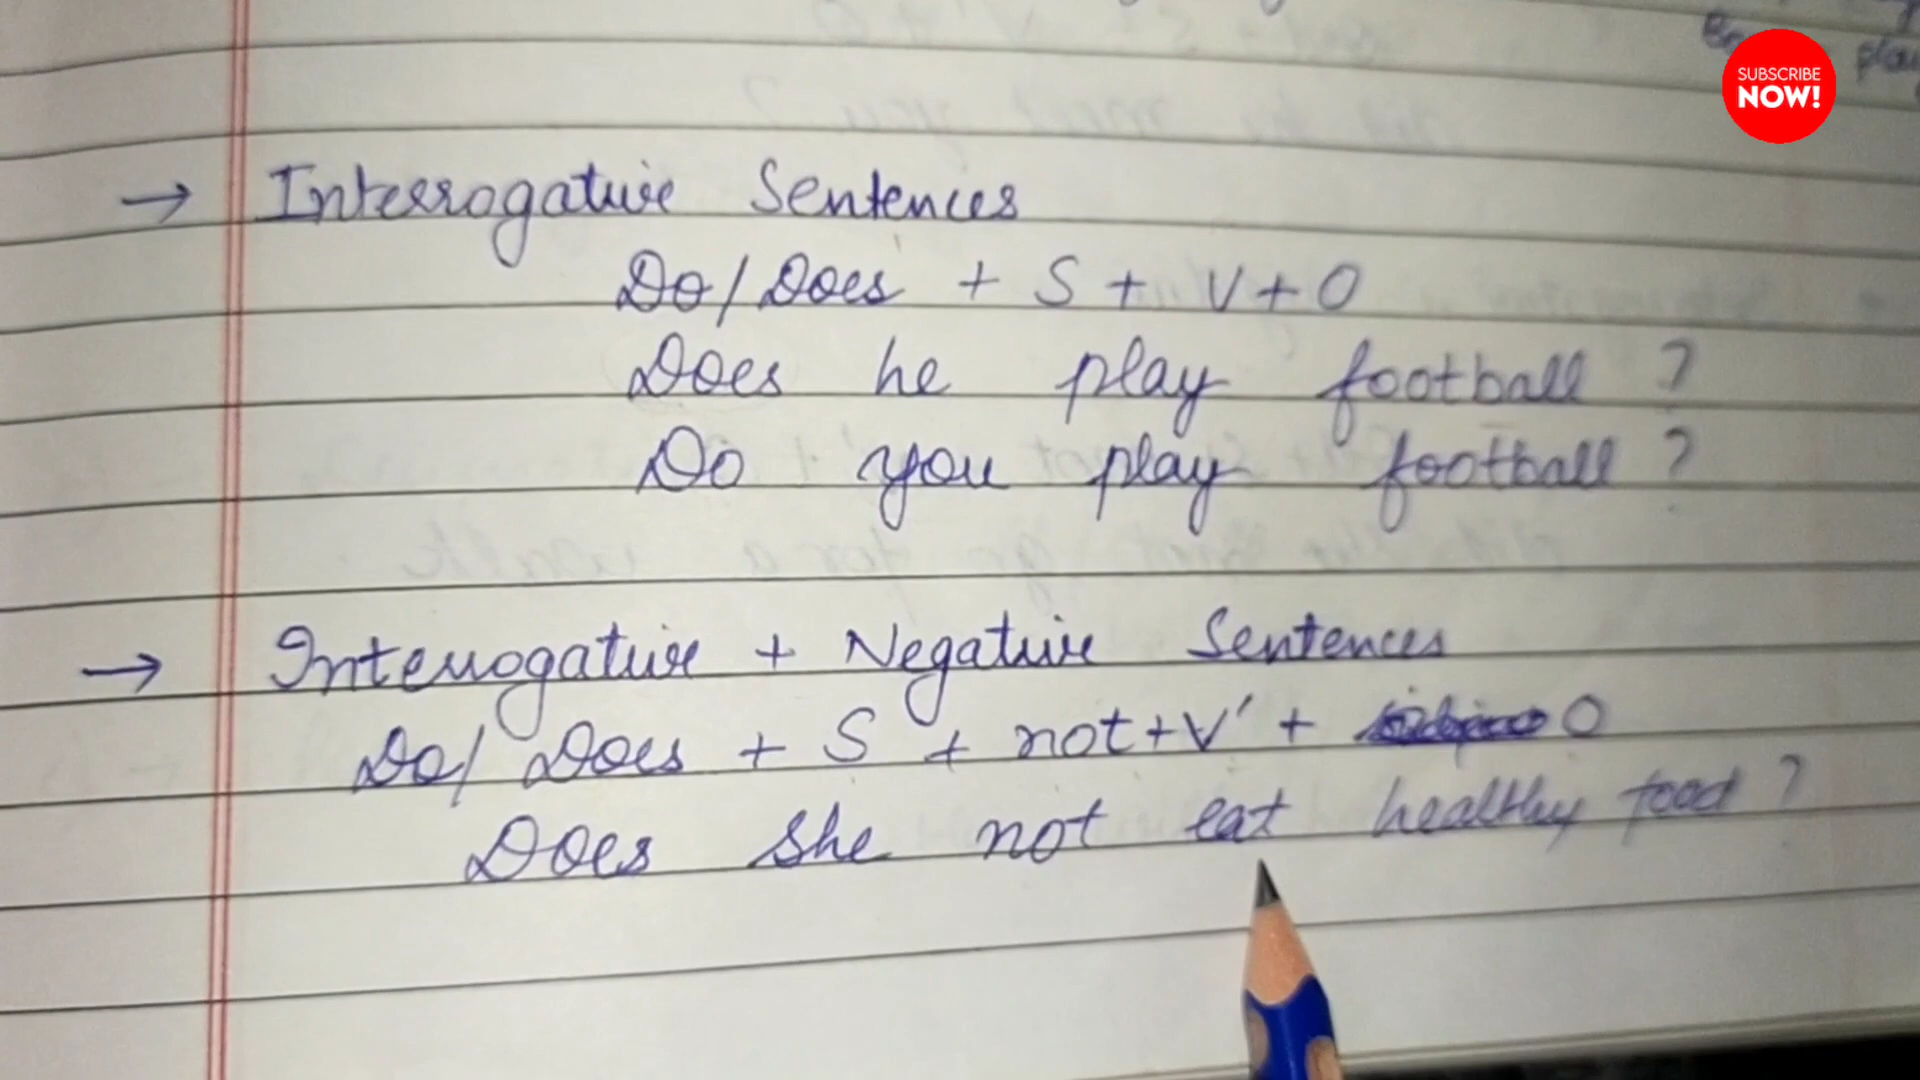 SUBSCRIBE
NOW!
→ Interrogative Sentences
Do/Does + S + V + O
Does he play football ?
Do you play football ?
→ Interrogative + Negative Sentences
Do/ Does + S + not + V' + O
Does she not eat healthy food ?